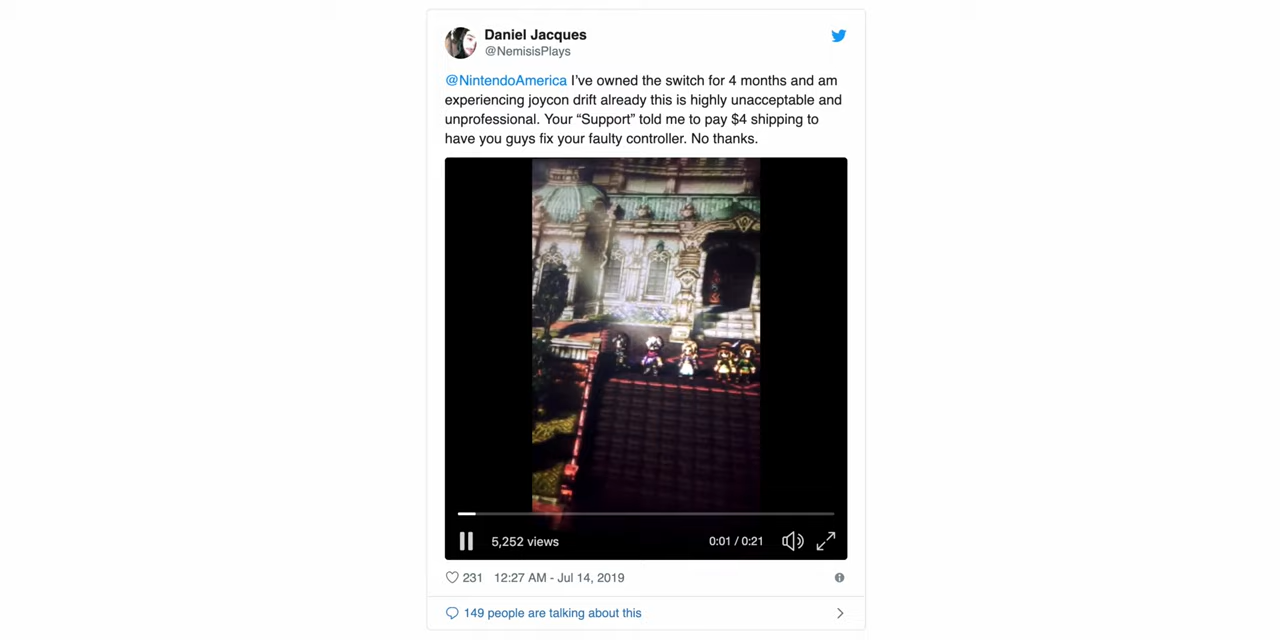 Daniel Jacques
@NemisisPlays
@NintendoAmerica I’ve owned the switch for 4 months and am
experiencing joycon drift already this is highly unacceptable and
unprofessional. Your “Support” told me to pay $4 shipping to
have you guys fix your faulty controller. No thanks.
5,252 views
0:01 / 0:21
231 12:27 AM - Jul 14, 2019
149 people are talking about this